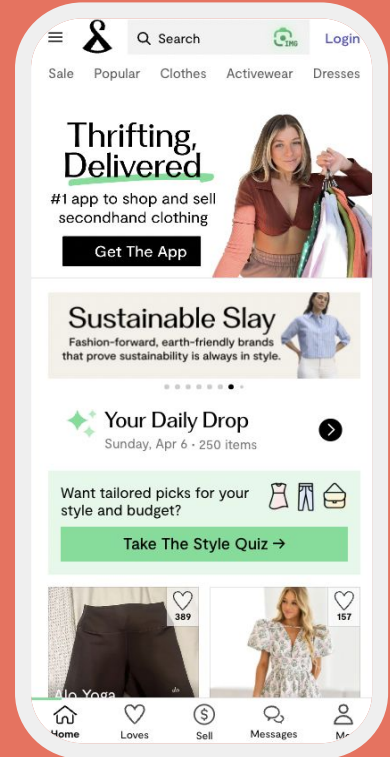 Search
IMG
Login
Sale Popular Clothes Activewear Dresses
Thrifting,
Delivered
#1 app to shop and sell
secondhand clothing
Get The App
Sustainable Slay
Fashion-forward, earth-friendly brands
that prove sustainability is always in style.
Your Daily Drop
Sunday, Apr 6 · 250 items
Want tailored picks for your
style and budget?
Take The Style Quiz →
389
157
Alo Yoga
Home Loves Sell Messages Me